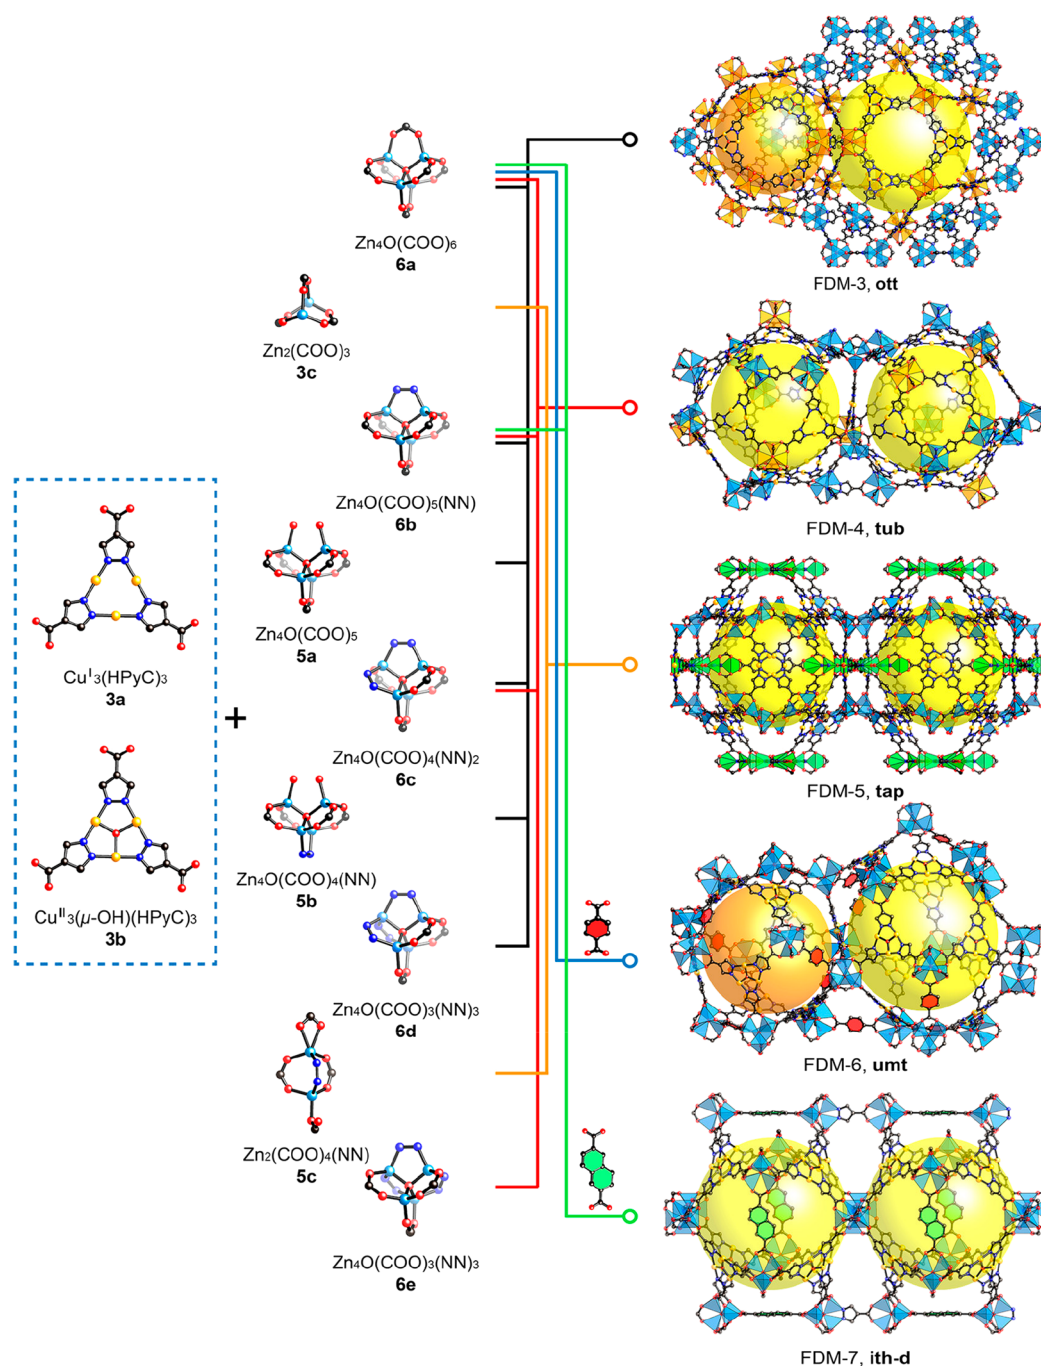 Zn₄O(COO)₆
6a
Zn₂(COO)₃
3c
Zn₄O(COO)₅(NN)
6b
Zn₄O(COO)₅
5a
Zn₄O(COO)₄(NN)₂
6c
Zn₄O(COO)₄(NN)
5b
Zn₄O(COO)₃(NN)₃
6d
Zn₂(COO)₄(NN)
5c
Zn₄O(COO)₃(NN)₃
6e
Cuᴵ₃(HPyC)₃
3a
+
Cuᴵᴵ₃(μ-OH)(HPyC)₃
3b
FDM-3, ott
FDM-4, tub
FDM-5, tap
FDM-6, umt
FDM-7, ith-d